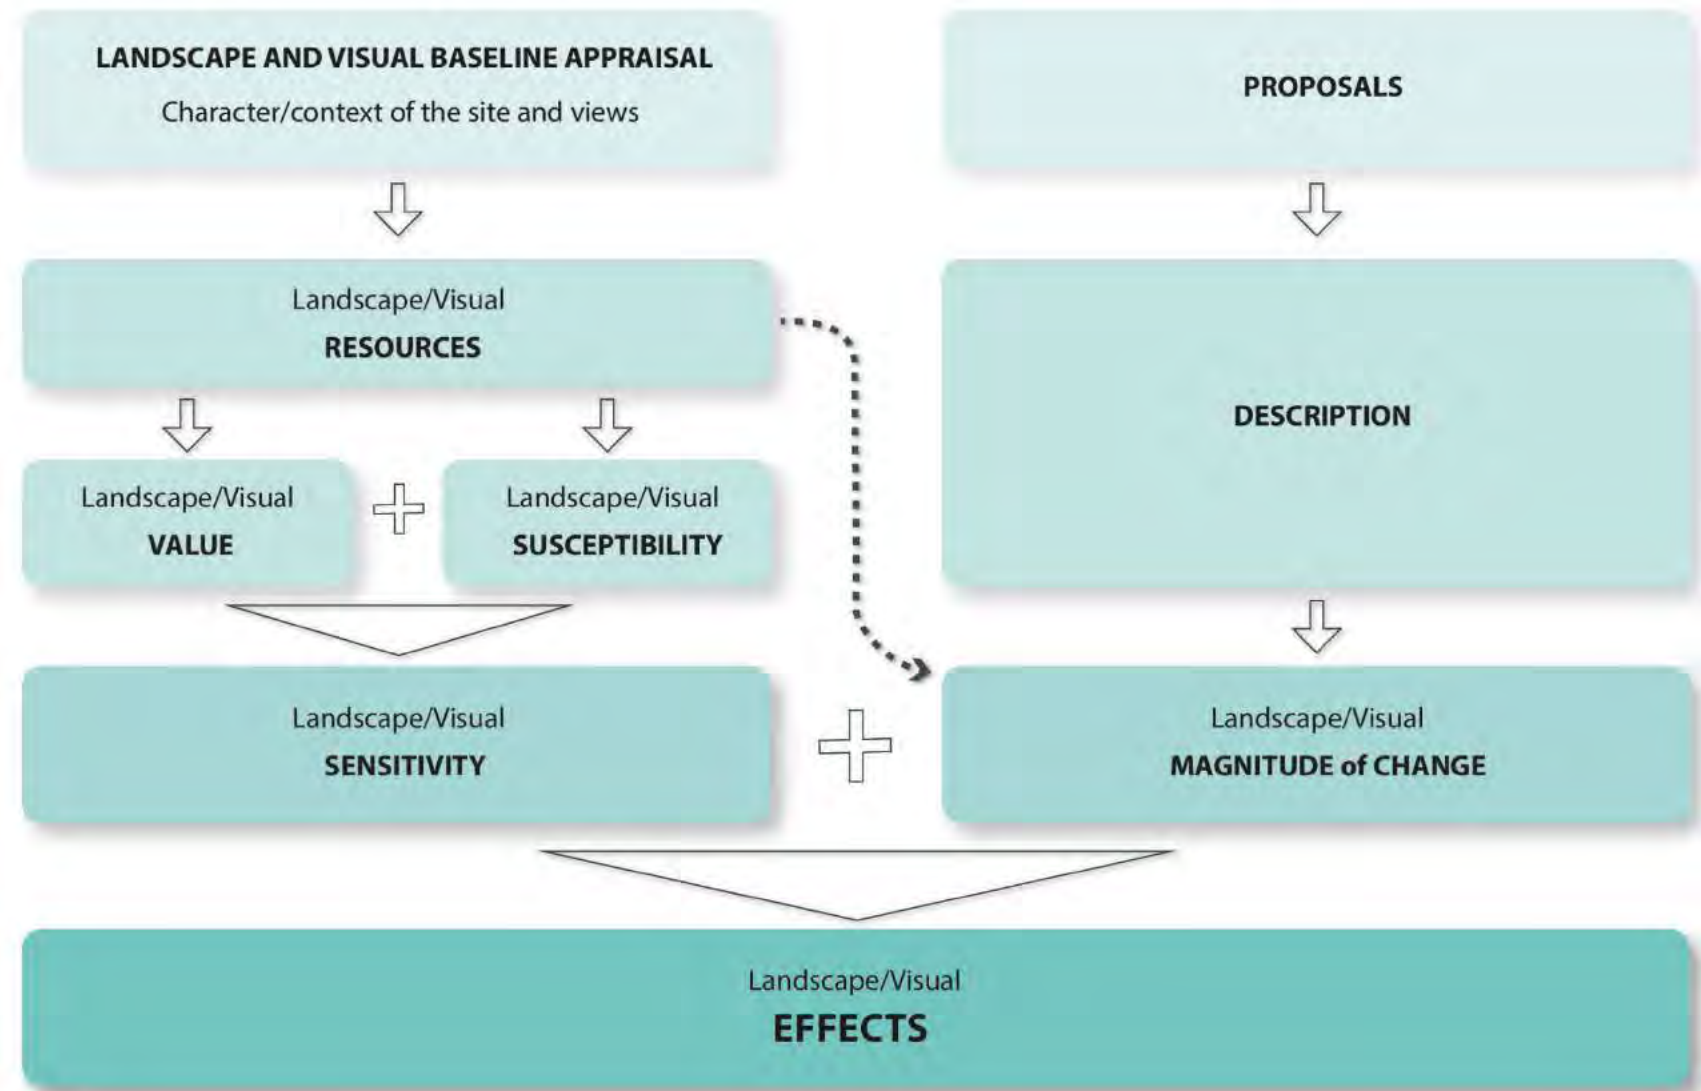 LANDSCAPE AND VISUAL BASELINE APPRAISAL
Character/context of the site and views
PROPOSALS
Landscape/Visual
RESOURCES
DESCRIPTION
Landscape/Visual
VALUE
Landscape/Visual
SUSCEPTIBILITY
Landscape/Visual
SENSITIVITY
Landscape/Visual
MAGNITUDE of CHANGE
Landscape/Visual
EFFECTS